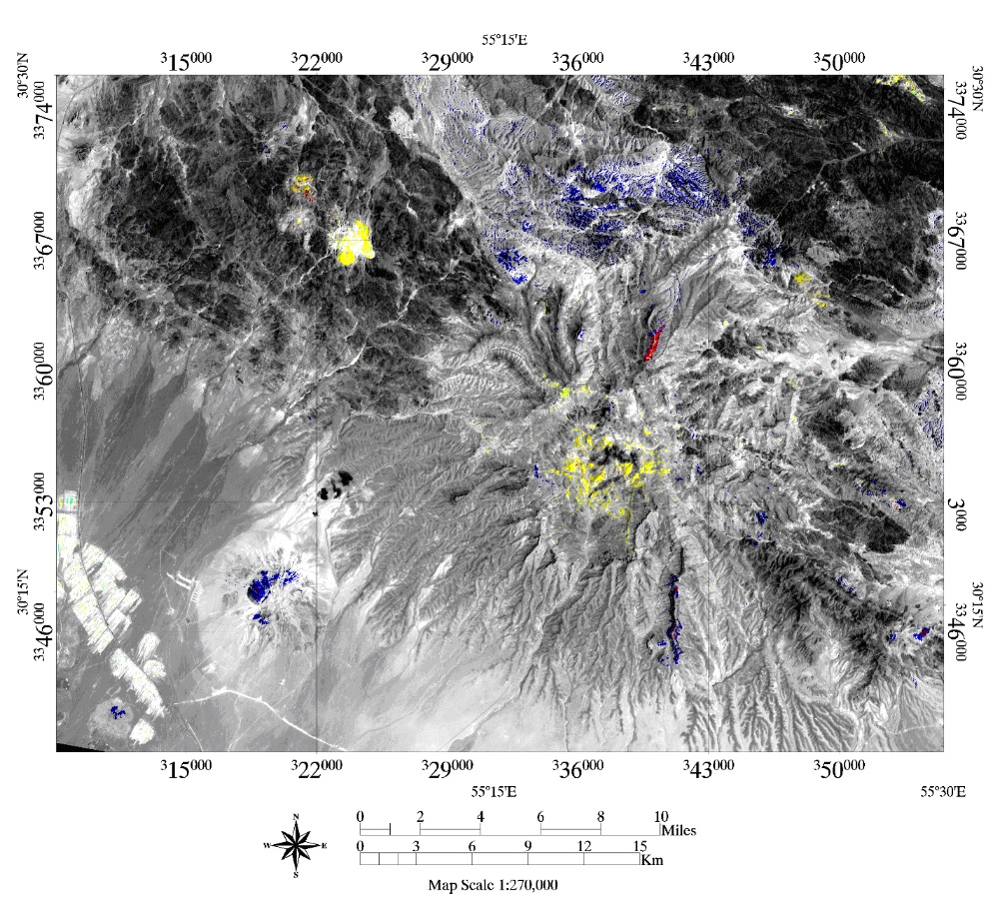 55°15'E
315000 322000 329000 336000 343000 350000
30°30'N 30°30'N
3374000 3374000
3367000 3367000
3360000 3360000
3353000 3000
30°15'N 30°15'N
3346000 3346000
315000 322000 329000 336000 343000 350000
55°15'E 55°30'E
N
W E
S
0 2 4 6 8 10
Miles
0 3 6 9 12 15
Km
Map Scale 1:270,000